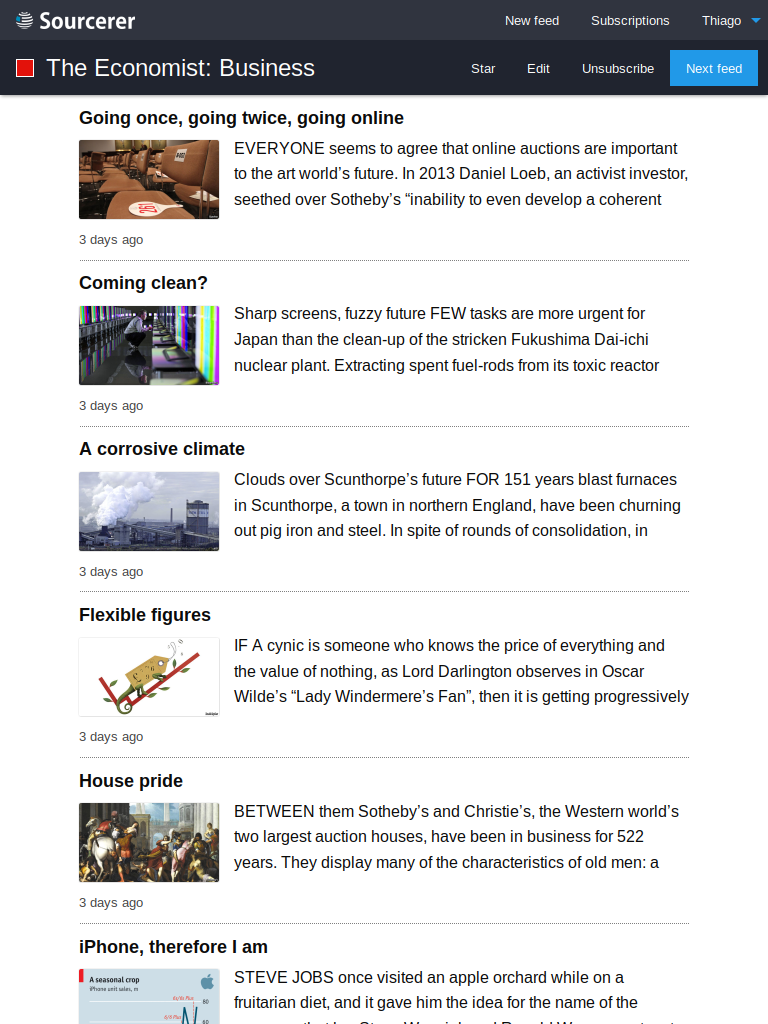 Sourcerer
New feed
Subscriptions
Thiago
The Economist: Business
Star
Edit
Unsubscribe
Next feed
Going once, going twice, going online
EVERYONE seems to agree that online auctions are important
to the art world’s future. In 2013 Daniel Loeb, an activist investor,
seethed over Sotheby’s “inability to even develop a coherent
3 days ago
Coming clean?
Sharp screens, fuzzy future FEW tasks are more urgent for
Japan than the clean-up of the stricken Fukushima Dai-ichi
nuclear plant. Extracting spent fuel-rods from its toxic reactor
3 days ago
A corrosive climate
Clouds over Scunthorpe’s future FOR 151 years blast furnaces
in Scunthorpe, a town in northern England, have been churning
out pig iron and steel. In spite of rounds of consolidation, in
3 days ago
Flexible figures
IF A cynic is someone who knows the price of everything and
the value of nothing, as Lord Darlington observes in Oscar
Wilde’s “Lady Windermere’s Fan”, then it is getting progressively
3 days ago
House pride
BETWEEN them Sotheby’s and Christie’s, the Western world’s
two largest auction houses, have been in business for 522
years. They display many of the characteristics of old men: a
3 days ago
iPhone, therefore I am
A seasonal crop
iPhone unit sales, m
80
STEVE JOBS once visited an apple orchard while on a
fruitarian diet, and it gave him the idea for the name of the